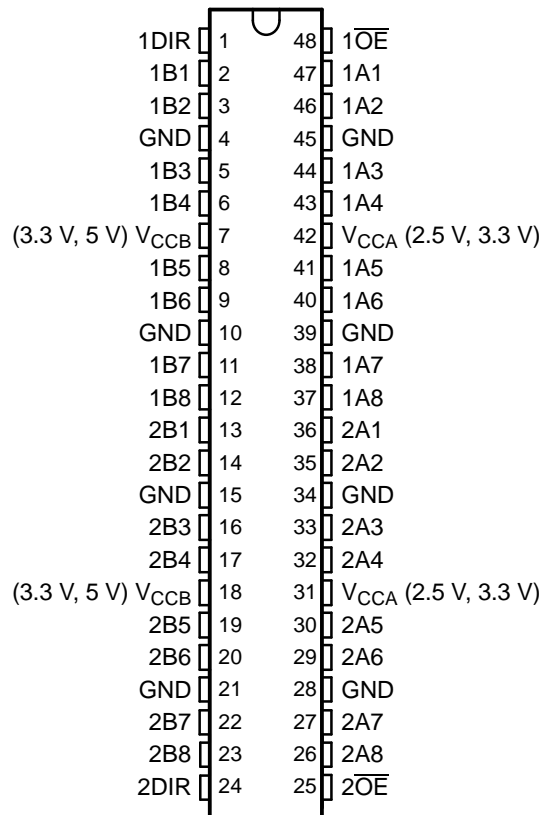 1DIR 1 48 1O̅E̅
1B1 2 47 1A1
1B2 3 46 1A2
GND 4 45 GND
1B3 5 44 1A3
1B4 6 43 1A4
(3.3 V, 5 V) VCCB 7 42 VCCA (2.5 V, 3.3 V)
1B5 8 41 1A5
1B6 9 40 1A6
GND 10 39 GND
1B7 11 38 1A7
1B8 12 37 1A8
2B1 13 36 2A1
2B2 14 35 2A2
GND 15 34 GND
2B3 16 33 2A3
2B4 17 32 2A4
(3.3 V, 5 V) VCCB 18 31 VCCA (2.5 V, 3.3 V)
2B5 19 30 2A5
2B6 20 29 2A6
GND 21 28 GND
2B7 22 27 2A7
2B8 23 26 2A8
2DIR 24 25 2O̅E̅